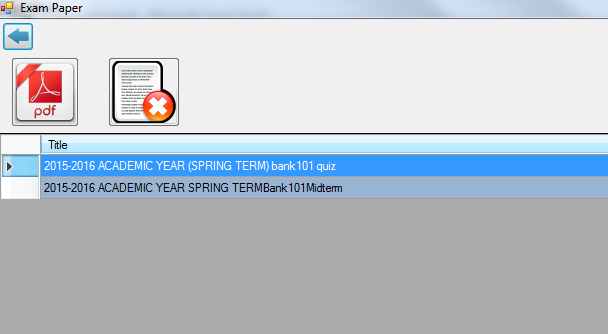 Exam Paper
pdf
Title
2015-2016 ACADEMIC YEAR (SPRING TERM) bank101 quiz
2015-2016 ACADEMIC YEAR SPRING TERMBank101Midterm